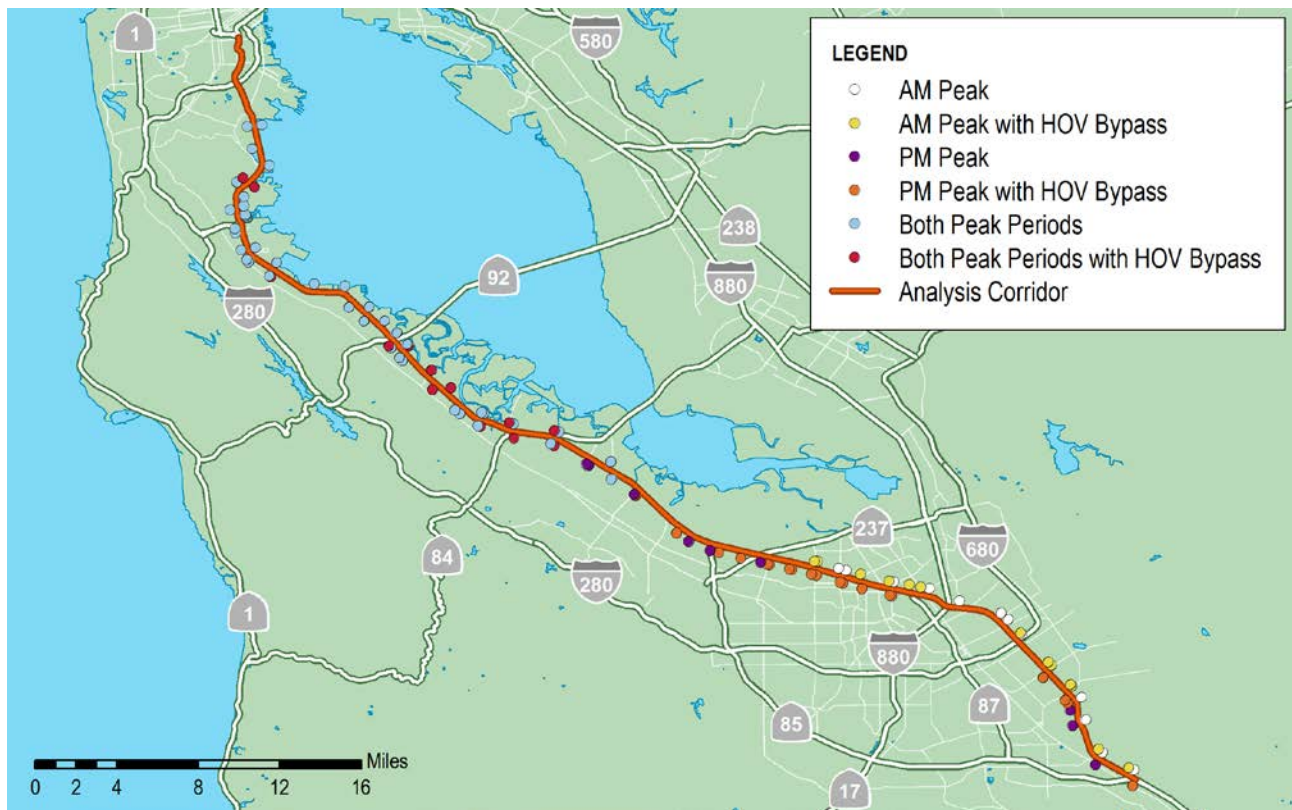 LEGEND
AM Peak
AM Peak with HOV Bypass
PM Peak
PM Peak with HOV Bypass
Both Peak Periods
Both Peak Periods with HOV Bypass
Analysis Corridor
1
580
238
92
880
280
237
680
84
280
1
880
87
85
17
Miles
0 2 4 8 12 16